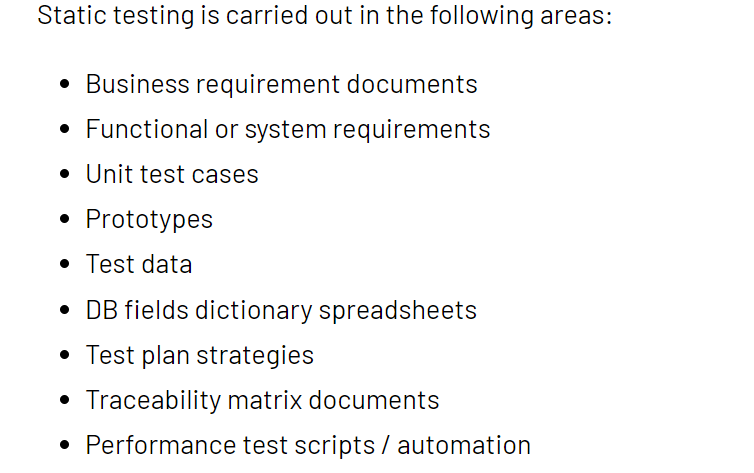 Static testing is carried out in the following areas:
• Business requirement documents
• Functional or system requirements
• Unit test cases
• Prototypes
• Test data
• DB fields dictionary spreadsheets
• Test plan strategies
• Traceability matrix documents
• Performance test scripts / automation